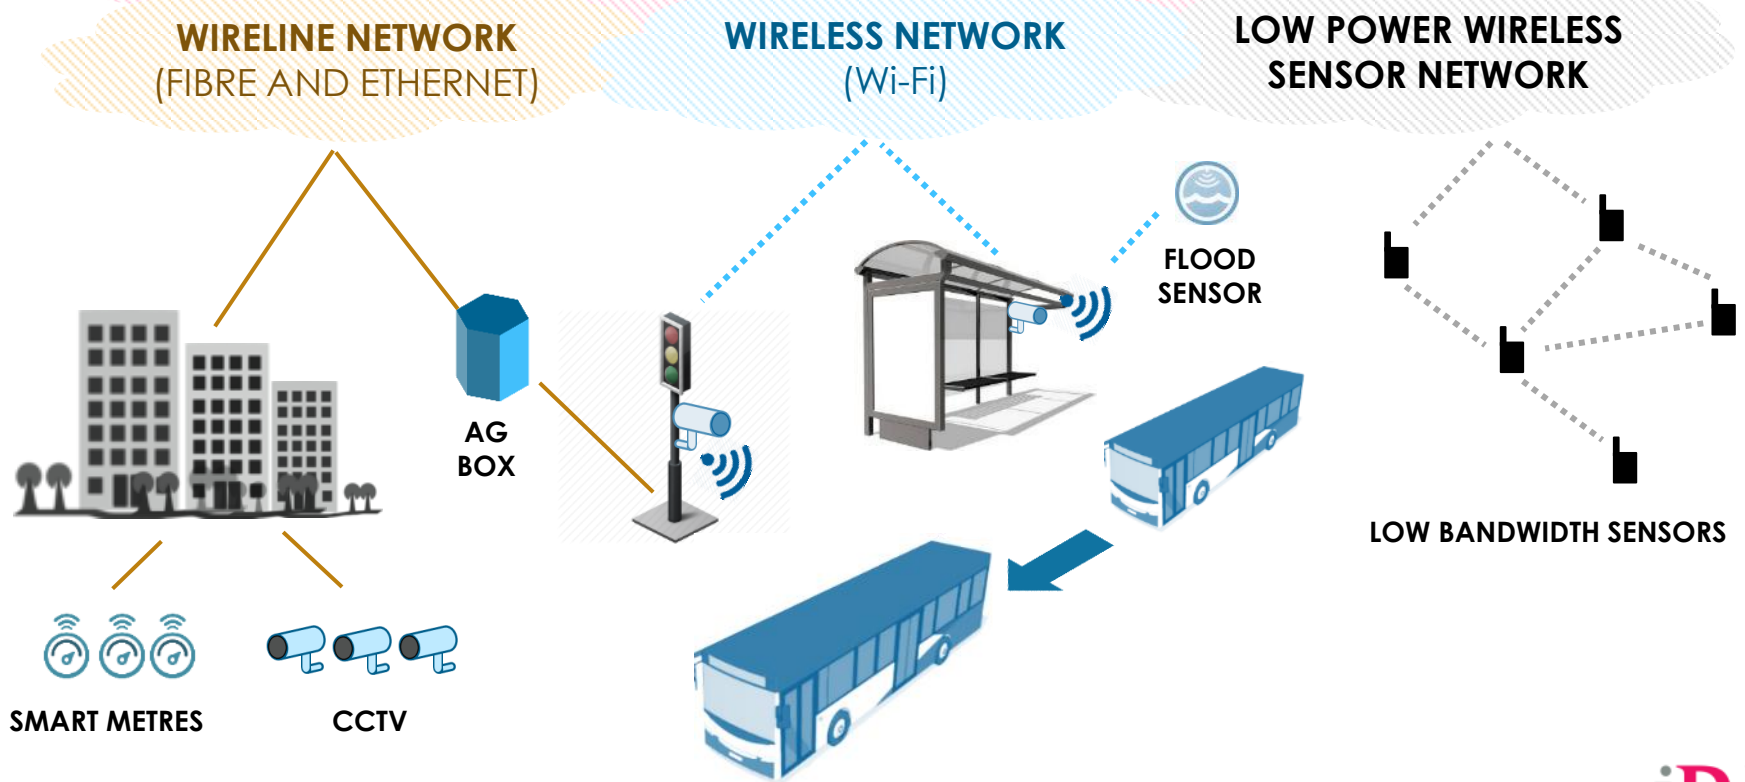 WIRELINE NETWORK
(FIBRE AND ETHERNET)
WIRELESS NETWORK
(Wi-Fi)
LOW POWER WIRELESS
SENSOR NETWORK
FLOOD
SENSOR
AG
BOX
LOW BANDWIDTH SENSORS
SMART METRES
CCTV